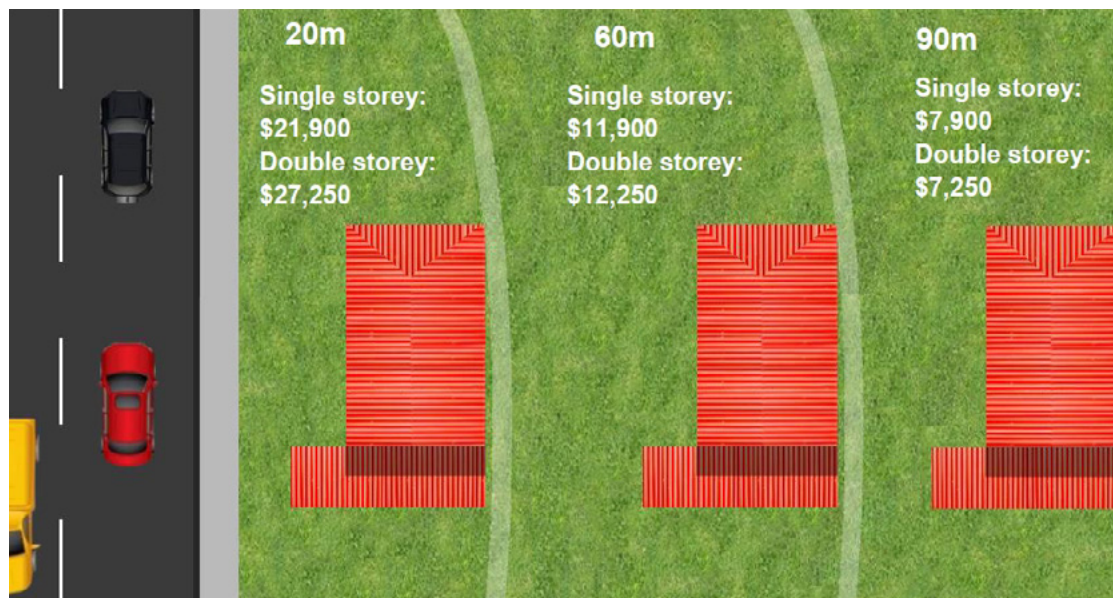 20m
Single storey:
$21,900
Double storey:
$27,250
60m
Single storey:
$11,900
Double storey:
$12,250
90m
Single storey:
$7,900
Double storey:
$7,250